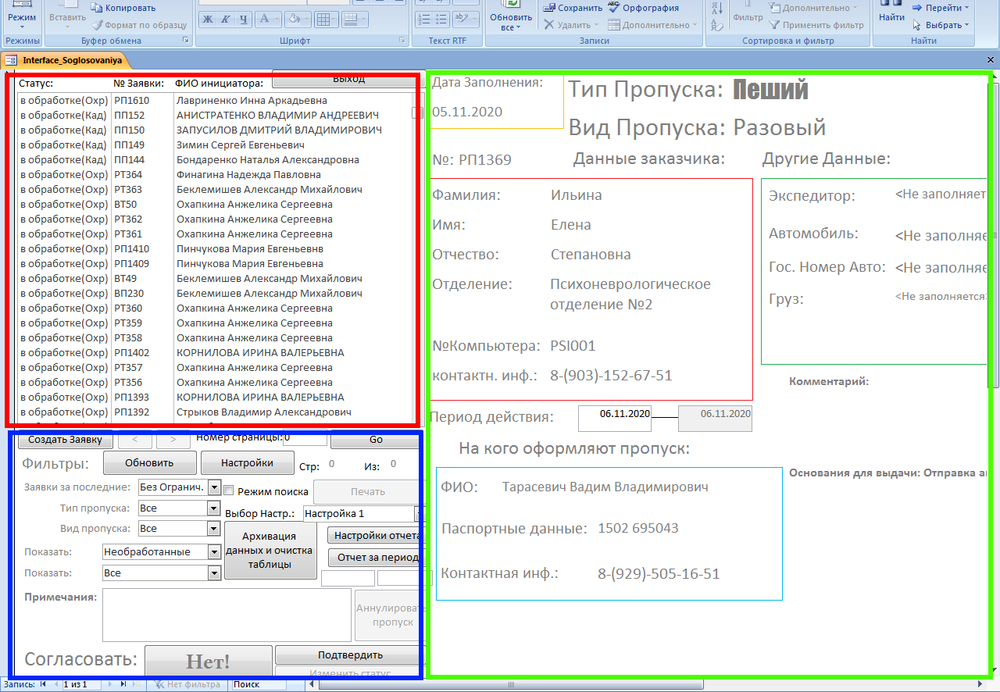 Режим
Режимы
Вставить
Копировать
Формат по образцу
Буфер обмена
Ж К Ч
Шрифт
Текст RTF
Обновить
все
Сохранить
Орфография
Удалить
Дополнительно
Записи
Фильтр
Дополнительно
Применить фильтр
Сортировка и фильтр
Найти
Перейти
Выбрать
Найти
Interface_Soglosovaniya
Статус: № Заявки: ФИО инициатора: Выход
в обработке(Охр) РП1610 Лавриненко Инна Аркадьевна
в обработке(Кад) ПП152 АНИСТРАТЕНКО ВЛАДИМИР АНДРЕЕВИЧ
в обработке(Кад) ПП150 ЗАПУСИЛОВ ДМИТРИЙ ВЛАДИМИРОВИЧ
в обработке(Кад) ПП149 Зимин Сергей Евгеньевич
в обработке(Кад) ПП144 Бондаренко Наталья Александровна
в обработке(Охр) РТ364 Финагина Надежда Павловна
в обработке(Охр) РТ363 Беклемишев Александр Михайлович
в обработке(Охр) ВТ50 Охапкина Анжелика Сергеевна
в обработке(Охр) РТ362 Охапкина Анжелика Сергеевна
в обработке(Охр) РТ361 Охапкина Анжелика Сергеевна
в обработке(Охр) РП1410 Пинчукова Мария Евгеньевнв
в обработке(Охр) РП1409 Пинчукова Мария Евгеньевна
в обработке(Охр) ВТ49 Беклемишев Александр Михайлович
в обработке(Охр) ВП230 Беклемишев Александр Михайлович
в обработке(Охр) РТ360 Охапкина Анжелика Сергеевна
в обработке(Охр) РТ359 Охапкина Анжелика Сергеевна
в обработке(Охр) РТ358 Охапкина Анжелика Сергеевна
в обработке(Охр) РП1402 КОРНИЛОВА ИРИНА ВАЛЕРЬЕВНА
в обработке(Охр) РТ357 Охапкина Анжелика Сергеевна
в обработке(Охр) РТ356 Охапкина Анжелика Сергеевна
в обработке(Охр) РП1393 КОРНИЛОВА ИРИНА ВАЛЕРЬЕВНА
в обработке(Охр) РП1392 Стрыков Владимир Александрович
Создать Заявку < > Номер страницы: 0 Go
Фильтры: Обновить Настройки Стр: 0 Из: 0
Заявки за последние: Без Огранич. Режим поиска Печать
Тип пропуска: Все Выбор Настр.: Настройка 1
Вид пропуска: Все
Архивация
данных и очистка
таблицы
Настройки отчета
Показать: Необработанные
Отчет за период
Показать: Все
Примечания:
Аннулировать
пропуск
Согласовать: Нет! Подтвердить
Изменить статус
Дата Заполнения:
05.11.2020
Тип Пропуска: Пеший
Вид Пропуска: Разовый
№: РП1369
Данные заказчика:
Другие Данные:
Фамилия: Ильина
Имя: Елена
Отчество: Степановна
Отделение: Психоневрологическое
отделение №2
№Компьютера: PSI001
контактн. инф.: 8-(903)-152-67-51
Экспедитор: <Не заполняет
Автомобиль: <Не заполняе
Гос. Номер Авто: <Не заполняе
Груз: <Не заполняется>
Комментарий:
Период действия: 06.11.2020 06.11.2020
На кого оформляют пропуск:
ФИО: Тарасевич Вадим Владимирович
Паспортные данные: 1502 695043
Контактная инф.: 8-(929)-505-16-51
Основания для выдачи: Отправка а
Запись: 1 из 1 Нет фильтра Поиск